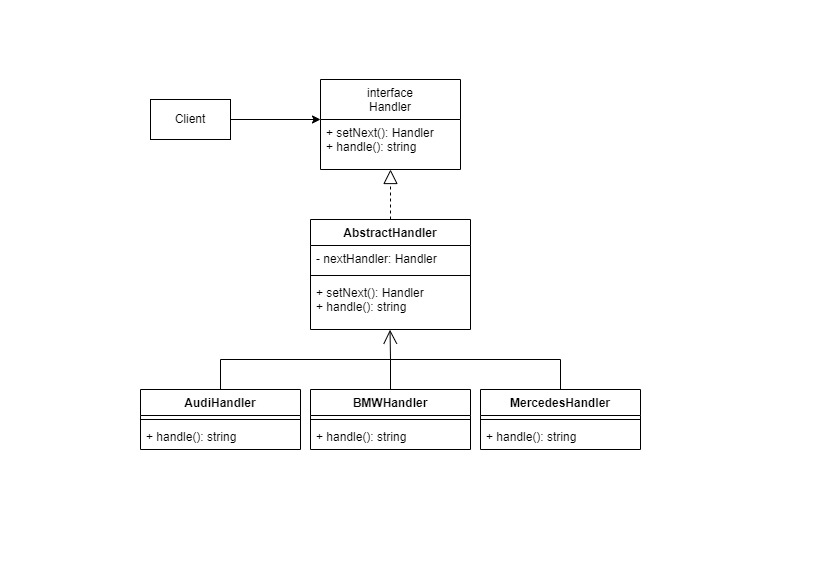 interface
Handler
Client
+ setNext(): Handler
+ handle(): string
AbstractHandler
- nextHandler: Handler
+ setNext(): Handler
+ handle(): string
AudiHandler
BMWHandler
MercedesHandler
+ handle(): string
+ handle(): string
+ handle(): string